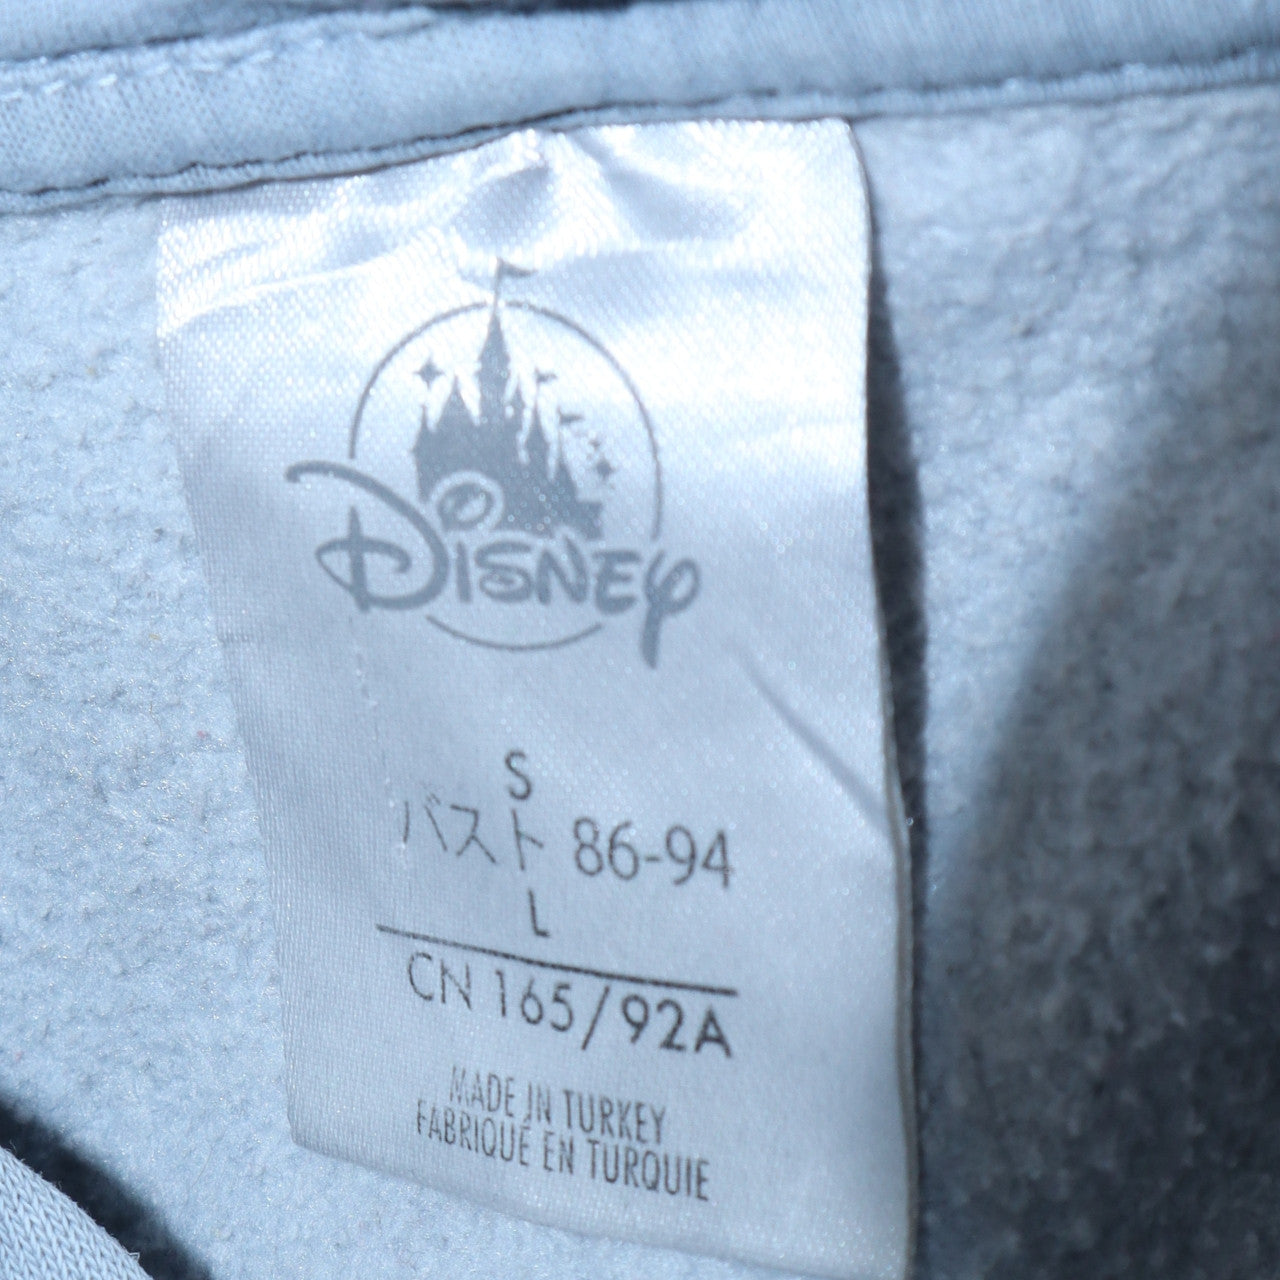 Disney
S
バスト 86-94
L
CN 165/92A
MADE IN TURKEY
FABRIQUÉ EN TURQUIE